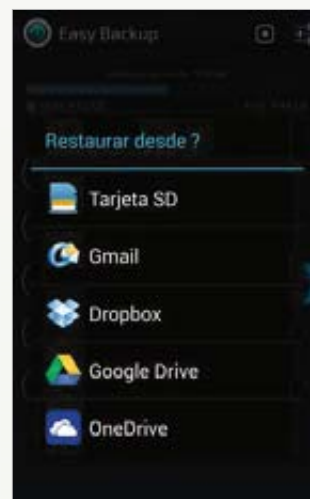 Easy Backup
Restaurar desde ?
Tarjeta SD
Gmail
Dropbox
Google Drive
OneDrive